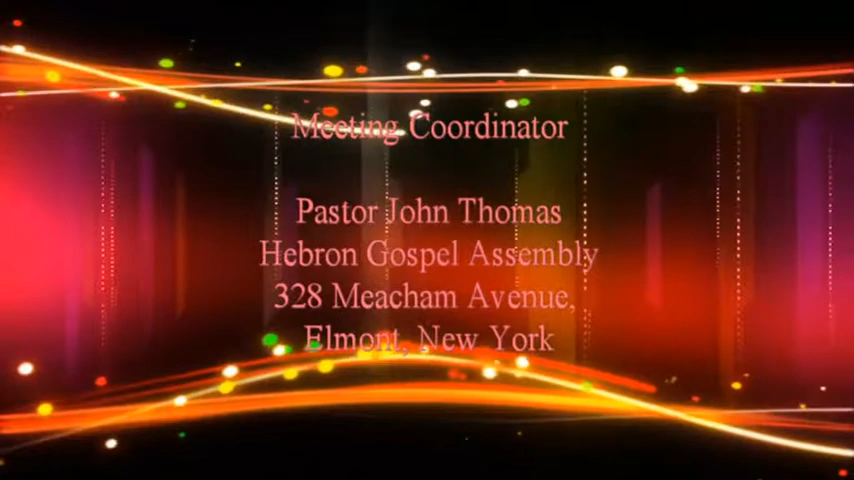 Meeting Coordinator
Pastor John Thomas
Hebron Gospel Assembly
328 Meacham Avenue,
Elmont, New York